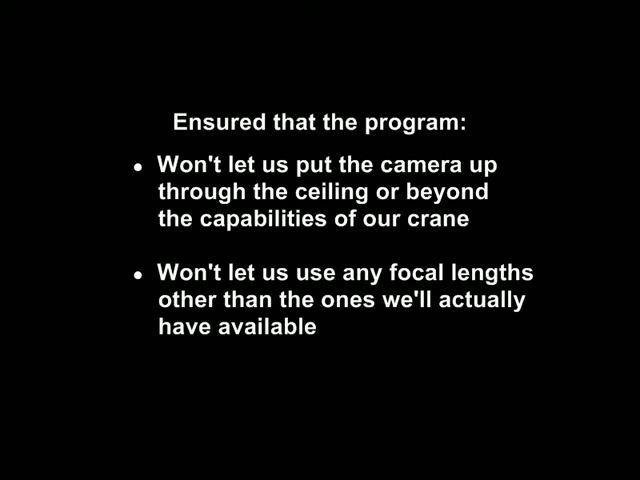 Ensured that the program:
• Won't let us put the camera up
through the ceiling or beyond
the capabilities of our crane
• Won't let us use any focal lengths
other than the ones we'll actually
have available